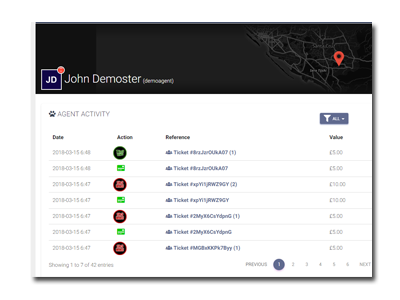 JD John Demoster (demoagent)
AGENT ACTIVITY
ALL
Date Action Reference Value
2018-03-15 6:48 Ticket #BrzJsrOUkA07 (1) £5.00
2018-03-15 6:48 Ticket #BrzJsrOUkA07 £5.00
2018-03-15 6:47 Ticket #xpYi1jRWZ9GY (2) £10.00
2018-03-15 6:47 Ticket #xpYi1jRWZ9GY £10.00
2018-03-15 6:47 Ticket #2MyX6CsYdpoG (1) £5.00
2018-03-15 6:47 Ticket #2MyX6CsYdpoG £5.00
2018-03-15 6:47 Ticket #MGBxKKPk7Byy (1) £5.00
Showing 1 to 7 of 42 entries PREVIOUS 1 2 3 4 5 6 NEXT